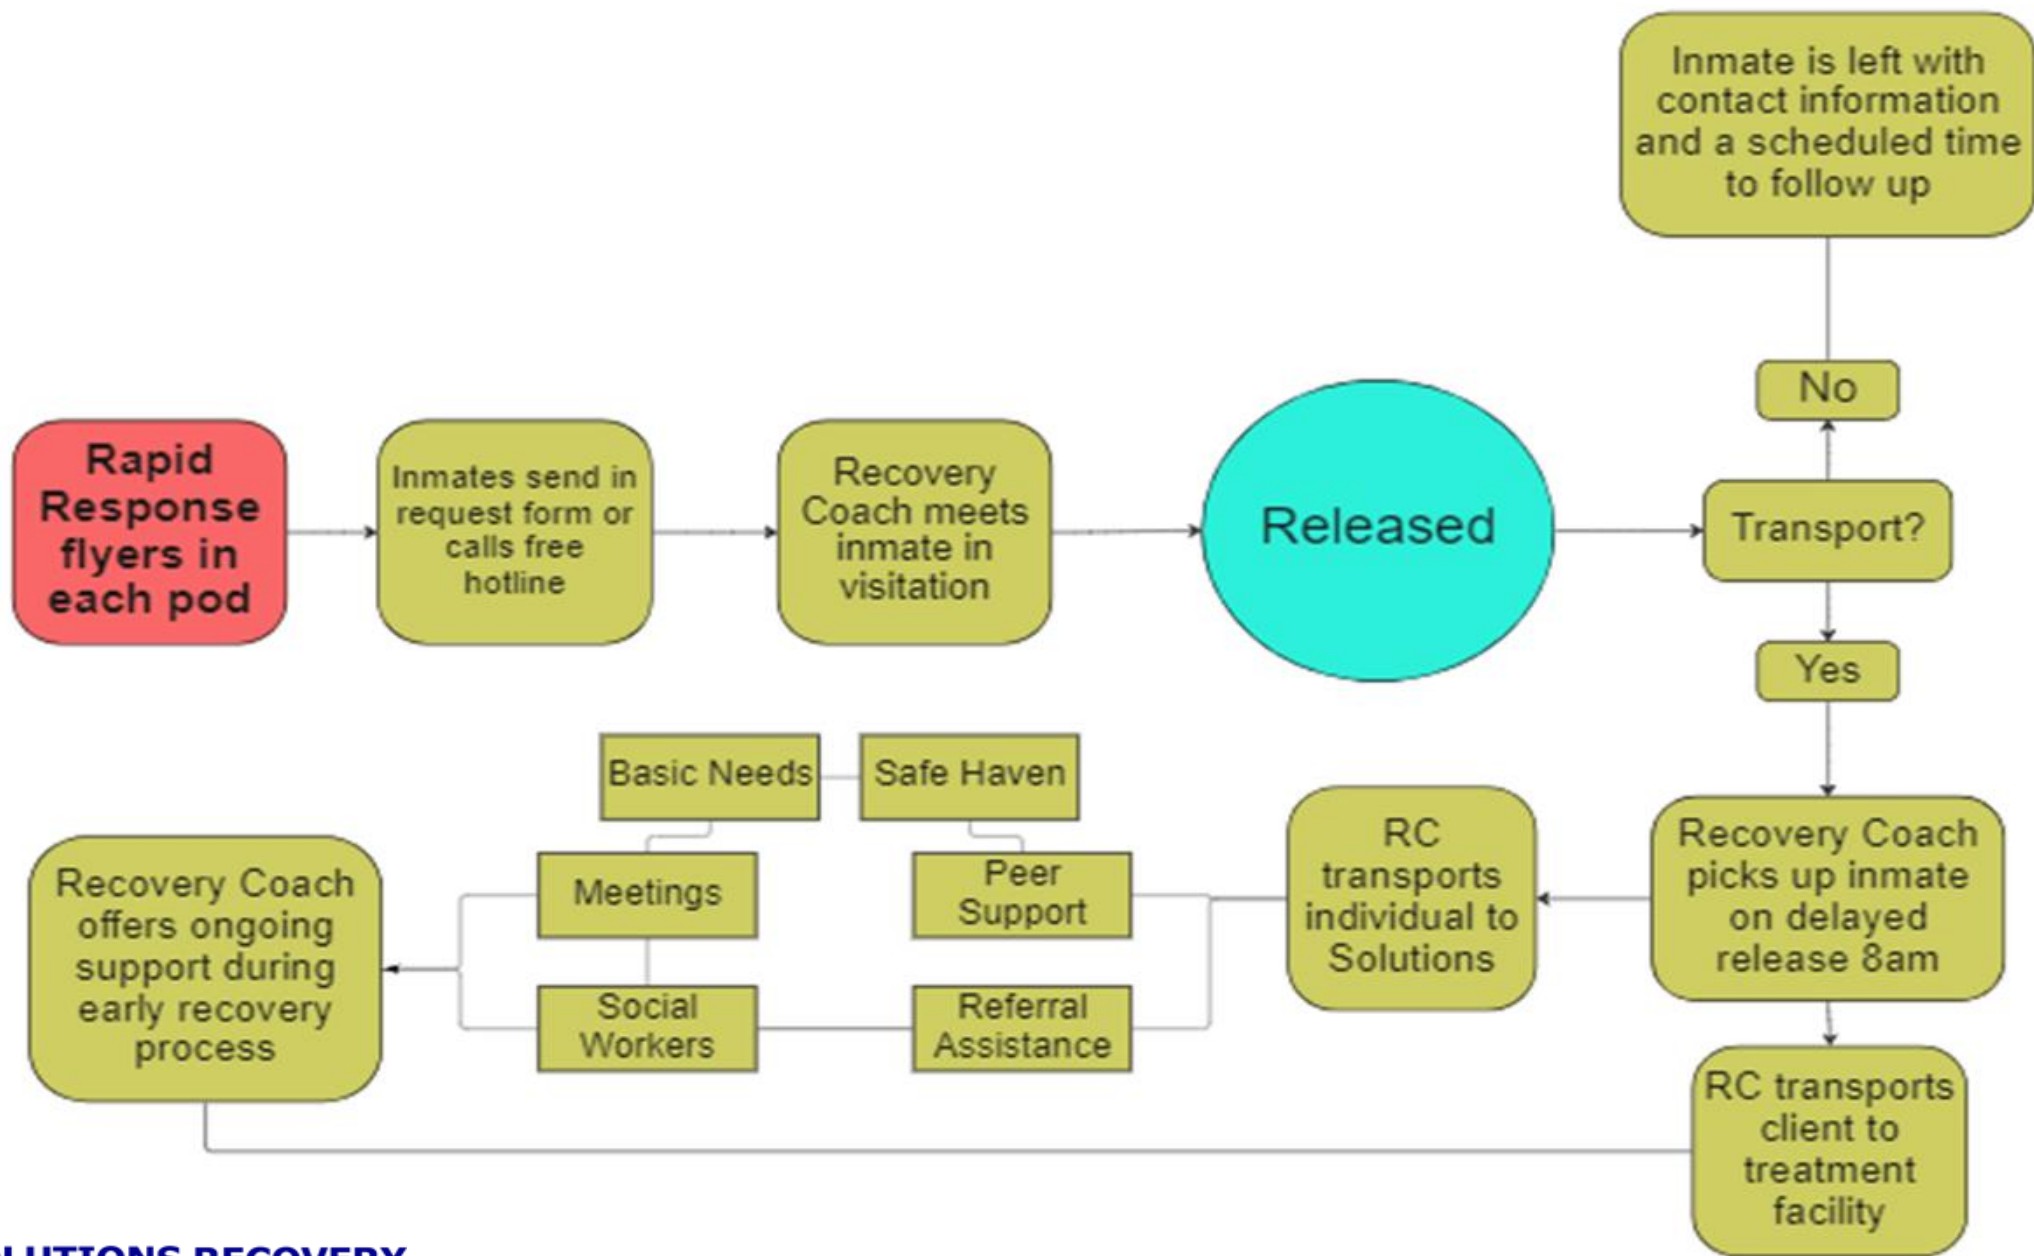 Inmate is left with
contact information
and a scheduled time
to follow up
No
Rapid
Response
flyers in
each pod
Inmates send in
request form or
calls free
hotline
Recovery
Coach meets
inmate in
visitation
Released
Transport?
Yes
Basic Needs
Safe Haven
Meetings
Peer
Support
Social
Workers
Referral
Assistance
RC
transports
individual to
Solutions
Recovery Coach
picks up inmate
on delayed
release 8am
Recovery Coach
offers ongoing
support during
early recovery
process
RC transports
client to
treatment
facility
RECOVERY